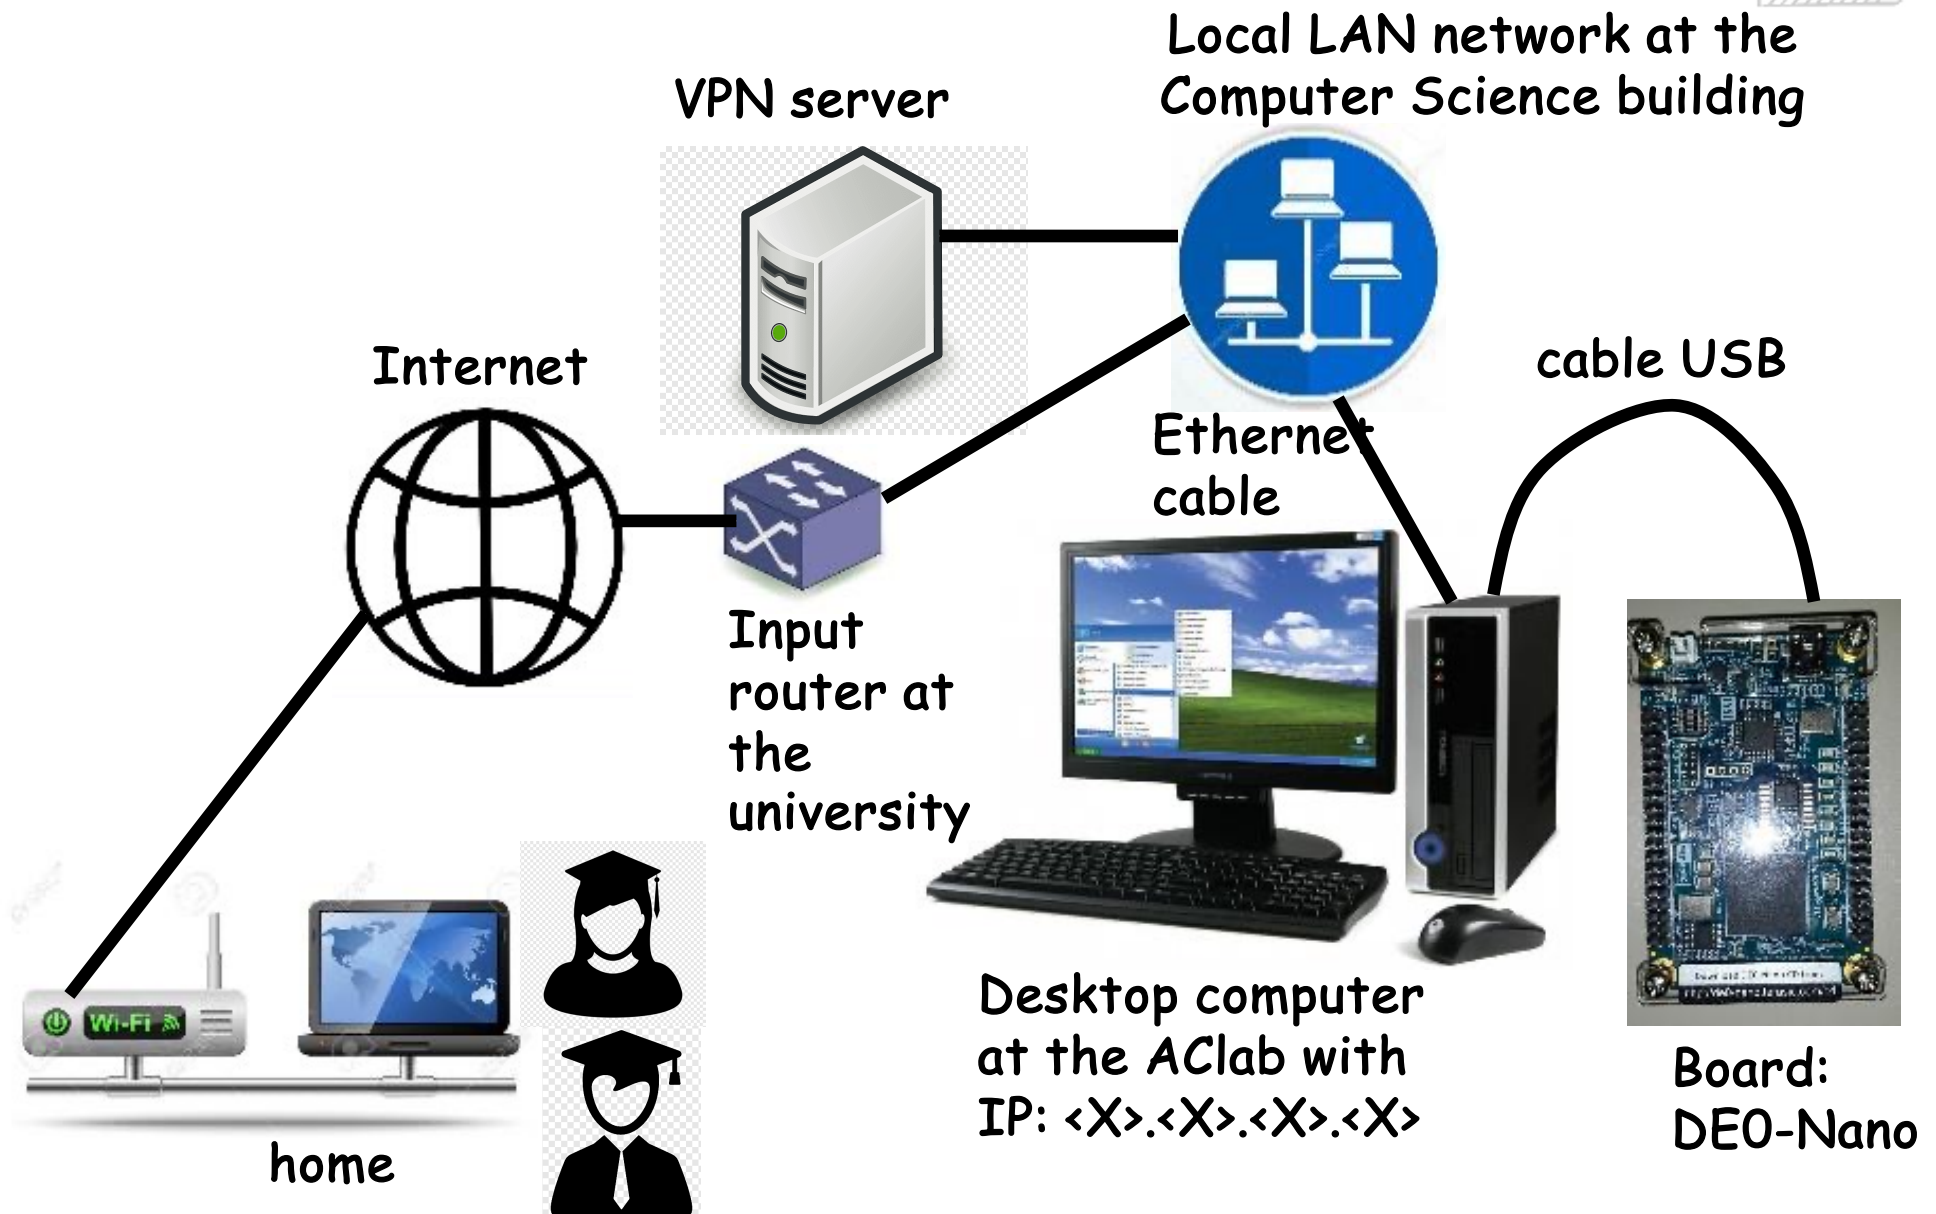 Local LAN network at the
Computer Science building
VPN server
Internet
cable USB
Ethernet
cable
Input
router at
the
university
Wi-Fi
Desktop computer
at the AClab with
IP: <X>.<X>.<X>.<X>
Board:
DE0-Nano
home